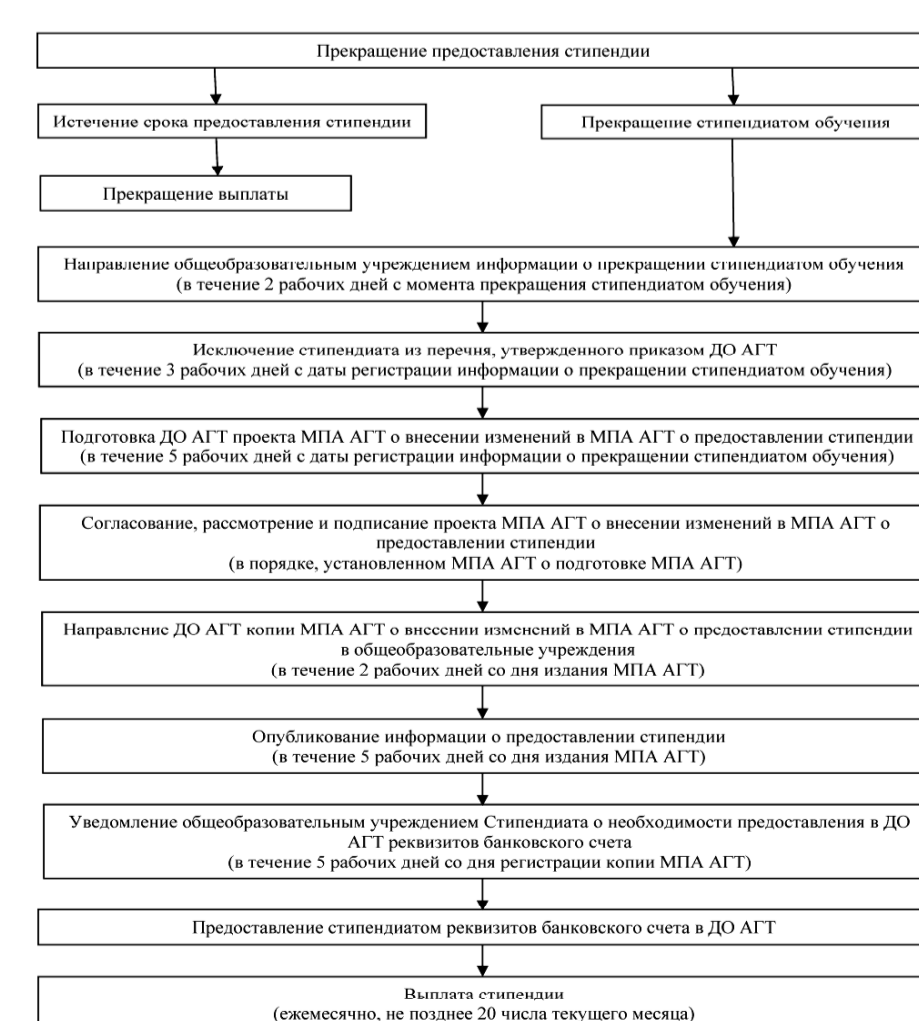 Прекращение предоставления стипендии
Истечение срока предоставления стипендии
Прекращение стипендиатом обучения
Прекращение выплаты
Направление общеобразовательным учреждением информации о прекращении стипендиатом обучения
(в течение 2 рабочих дней с момента прекращения стипендиатом обучения)
Исключение стипендиата из перечня, утвержденного приказом ДО АГТ
(в течение 3 рабочих дней с даты регистрации информации о прекращении стипендиатом обучения)
Подготовка ДО АГТ проекта МПА АГТ о внесении изменений в МПА АГТ о предоставлении стипендии
(в течение 5 рабочих дней с даты регистрации информации о прекращении стипендиатом обучения)
Согласование, рассмотрение и подписание проекта МПА АГТ о внесении изменений в МПА АГТ о
предоставлении стипендии
(в порядке, установленном МПА АГТ о подготовке МПА АГТ)
Направление ДО АГТ копии МПА АГТ о внесении изменений в МПА АГТ о предоставлении стипендии
в общеобразовательные учреждения
(в течение 2 рабочих дней со дня издания МПА АГТ)
Опубликование информации о предоставлении стипендии
(в течение 5 рабочих дней со дня издания МПА АГТ)
Уведомление общеобразовательным учреждением Стипендиата о необходимости предоставления в ДО
АГТ реквизитов банковского счета
(в течение 5 рабочих дней со дня регистрации копии МПА АГТ)
Предоставление стипендиатом реквизитов банковского счета в ДО АГТ
Выплата стипендии
(ежемесячно, не позднее 20 числа текущего месяца)